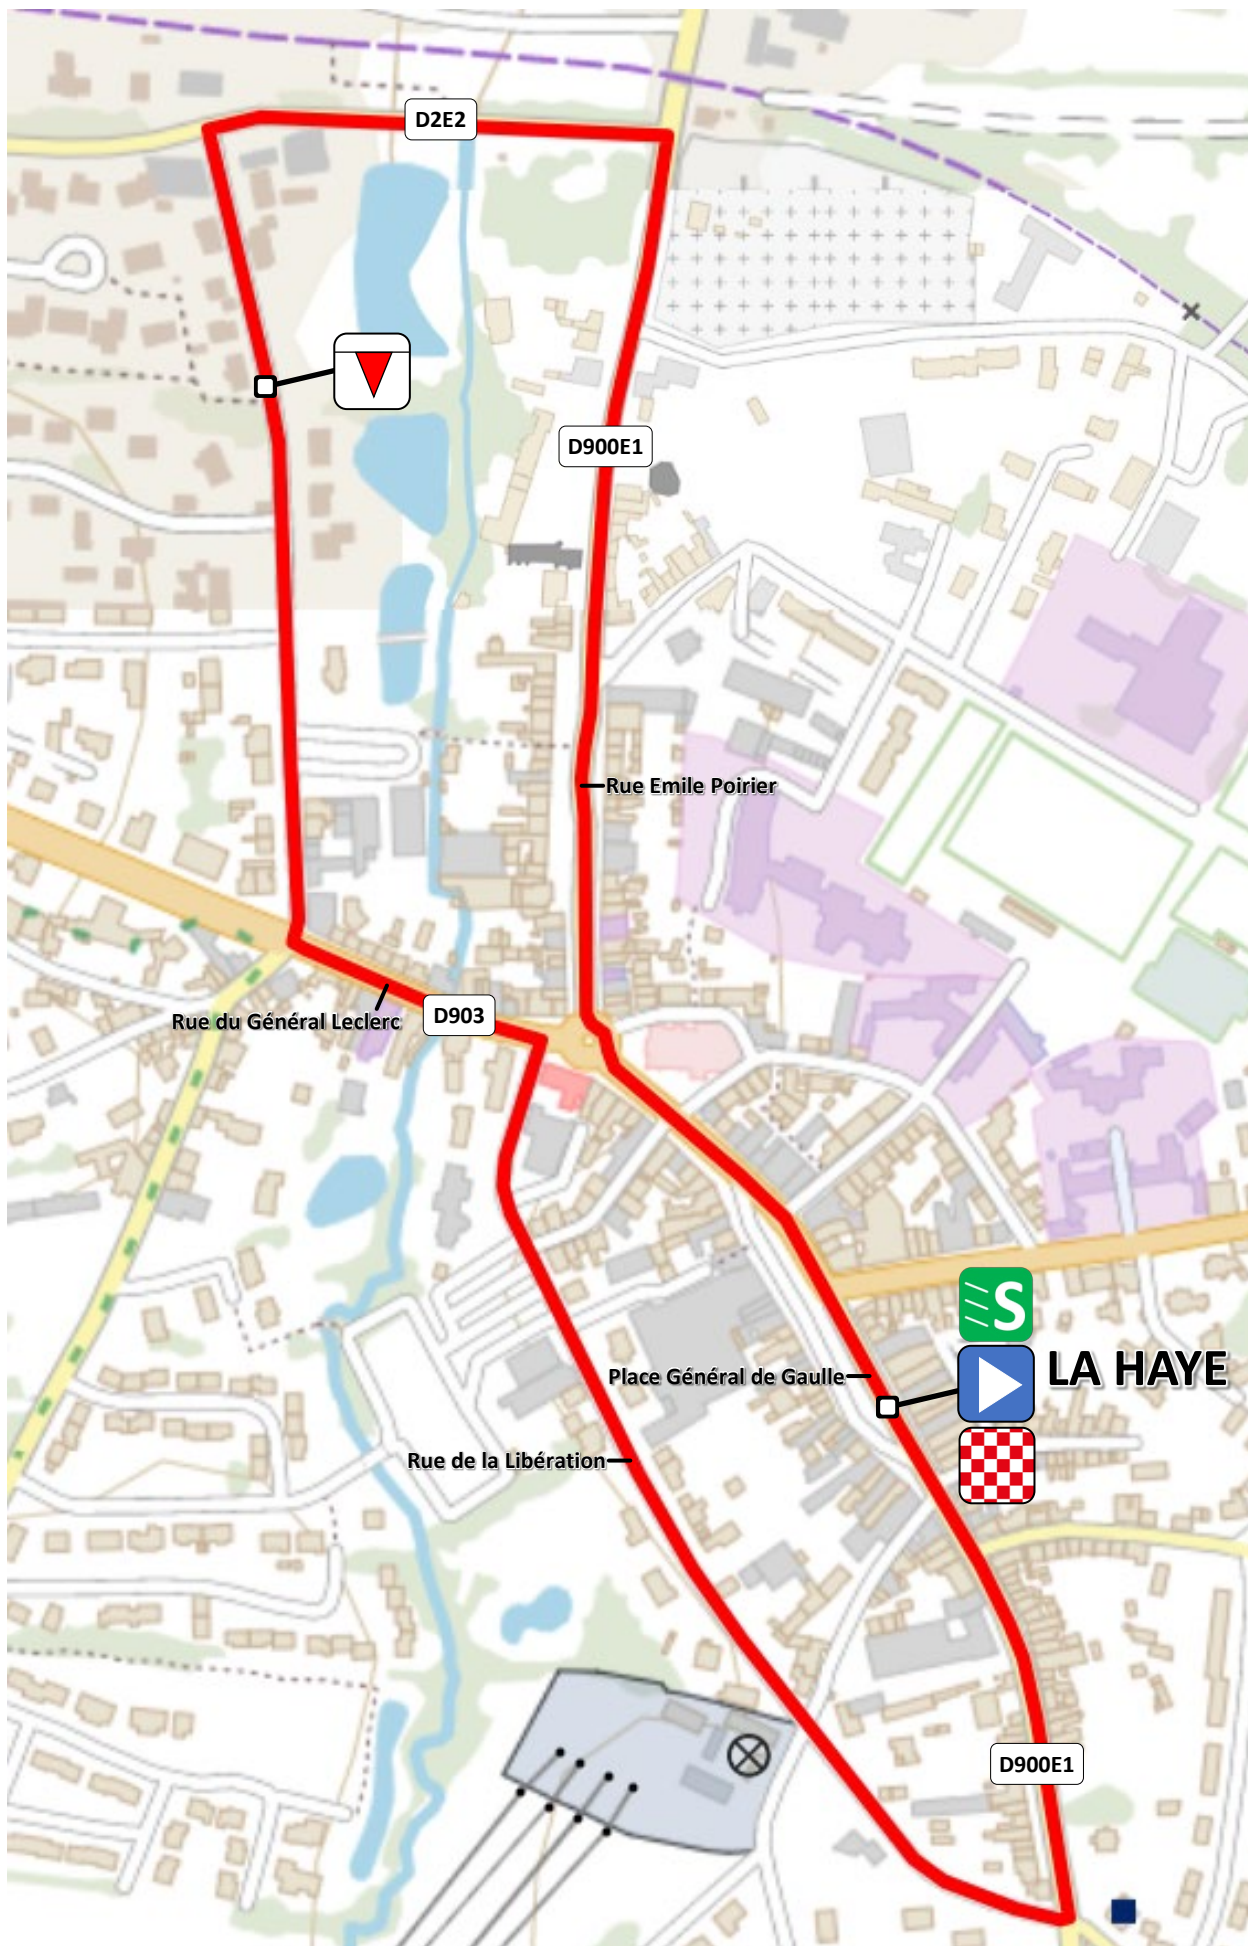 D2E2
D900E1
Rue Emile Poirier
Rue du Général Leclerc
D903
S
LA HAYE
Place Général de Gaulle
Rue de la Libération
D900E1